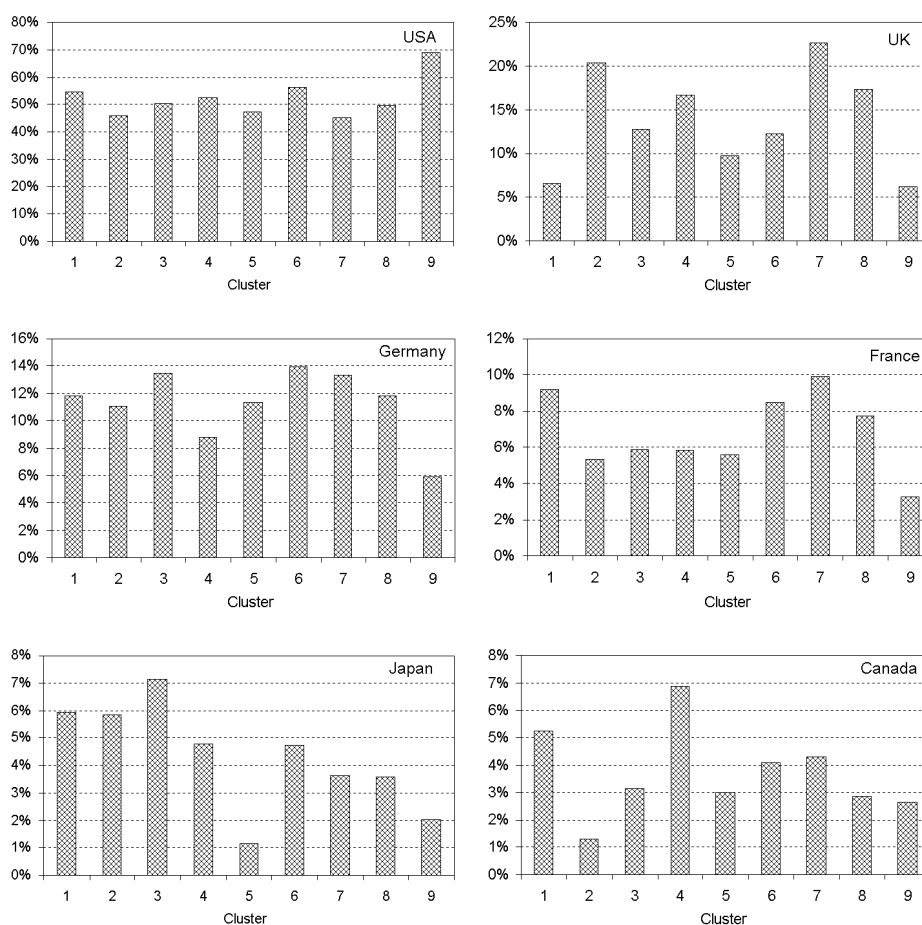 USA
80%
70%
60%
50%
40%
30%
20%
10%
0%
1 2 3 4 5 6 7 8 9
Cluster
UK
25%
20%
15%
10%
5%
0%
1 2 3 4 5 6 7 8 9
Cluster
Germany
16%
14%
12%
10%
8%
6%
4%
2%
0%
1 2 3 4 5 6 7 8 9
Cluster
France
12%
10%
8%
6%
4%
2%
0%
1 2 3 4 5 6 7 8 9
Cluster
Japan
8%
7%
6%
5%
4%
3%
2%
1%
0%
1 2 3 4 5 6 7 8 9
Cluster
Canada
8%
7%
6%
5%
4%
3%
2%
1%
0%
1 2 3 4 5 6 7 8 9
Cluster